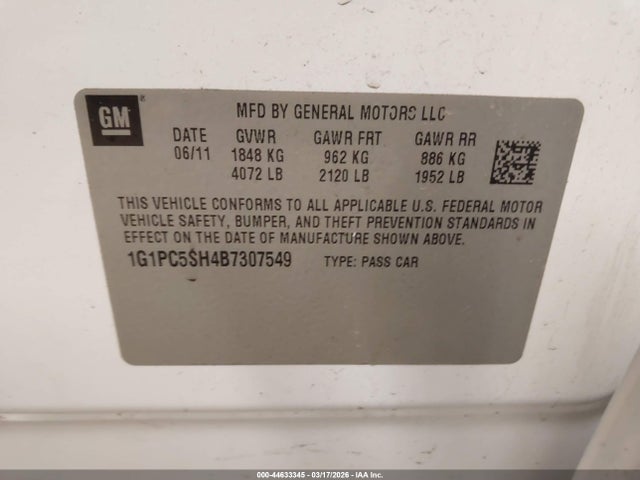 GM ®
MFD BY GENERAL MOTORS LLC
DATE GVWR GAWR FRT GAWR RR
06/11 1848 KG 962 KG 886 KG
4072 LB 2120 LB 1952 LB
THIS VEHICLE CONFORMS TO ALL APPLICABLE U.S. FEDERAL MOTOR
VEHICLE SAFETY, BUMPER, AND THEFT PREVENTION STANDARDS IN
EFFECT ON THE DATE OF MANUFACTURE SHOWN ABOVE.
1G1PC5SH4B7307549 TYPE: PASS CAR
000-44633345 - 03/17/2026 - IAA Inc.